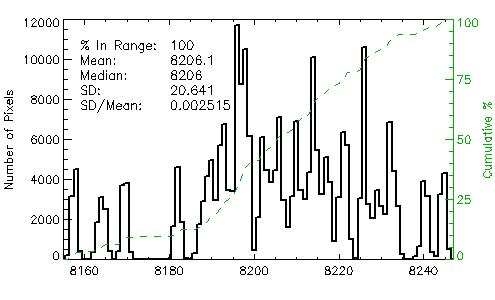 12000
10000
8000
6000
4000
2000
0
Number of Pixels
% In Range: 100
Mean: 8206.1
Median: 8206
SD: 20.641
SD/Mean: 0.002515
100
75
50
25
0
Cumulative %
8160 8180 8200 8220 8240